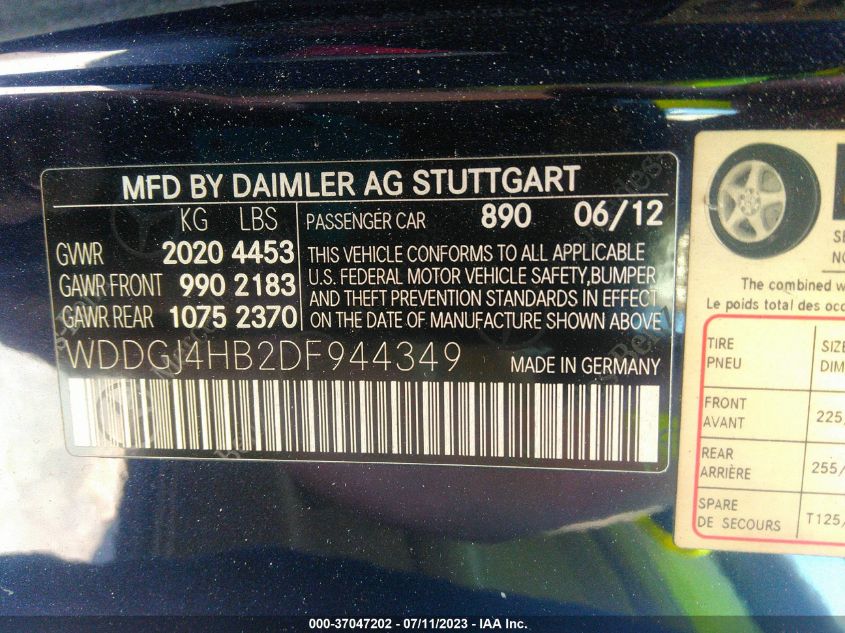 MFD BY DAIMLER AG STUTTGART
KG LBS
GVWR 2020 4453
GAWR FRONT 990 2183
GAWR REAR 1075 2370
PASSENGER CAR 890 06/12
THIS VEHICLE CONFORMS TO ALL APPLICABLE
U.S. FEDERAL MOTOR VEHICLE SAFETY,BUMPER
AND THEFT PREVENTION STANDARDS IN EFFECT
ON THE DATE OF MANUFACTURE SHOWN ABOVE
WDDGJ4HB2DF944349
MADE IN GERMANY
The combined
Le poids total des
TIRE
PNEU
FRONT
AVANT 225/
REAR
ARRIÈRE 255/
SPARE
DE SECOURS T125/
000-37047202 - 07/11/2023 - IAA Inc.